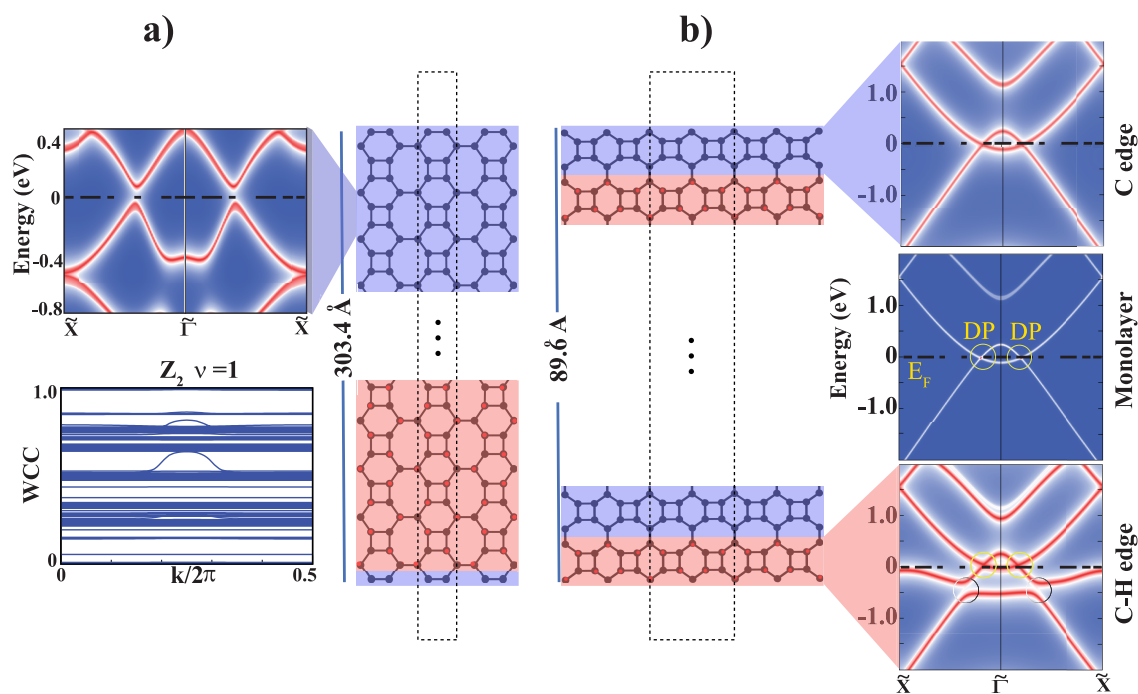 a)
b)
Energy (eV)
0.4
0
-0.4
-0.8
X̃
Γ̃
X̃
Z₂ ν=1
WCC
1.0
0
0
k/2π
0.5
303.4 Å
89.6 Å
1.0
0
-1.0
C edge
Energy (eV)
1.0
0
-1.0
DP
DP
E_F
Monolayer
1.0
0
-1.0
C-H edge
X̃
Γ̃
X̃